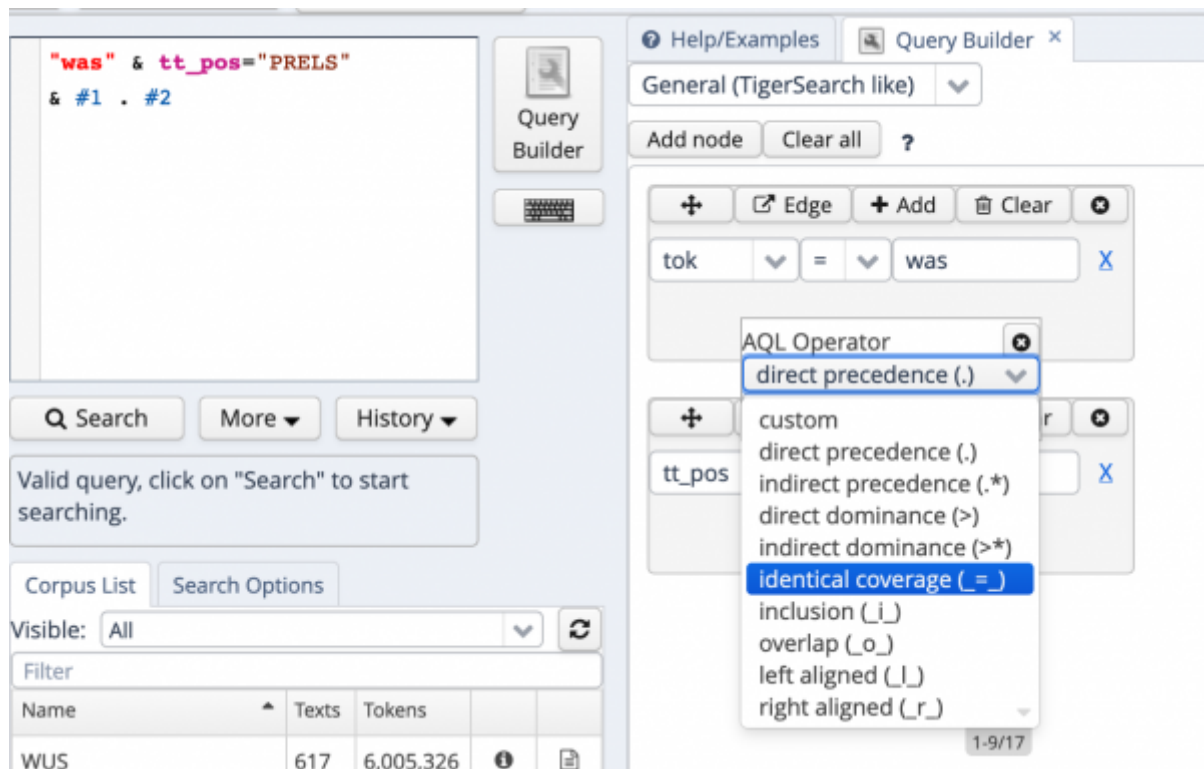 "was" & tt_pos="PRELS"
& #1 . #2
Query
Builder
Search
More
History
Valid query, click on "Search" to start
searching.
Corpus List
Search Options
Visible: All
Filter
Name Texts Tokens
WUS 617 6.005.326
Help/Examples
Query Builder ×
General (TigerSearch like)
Add node
Clear all
?
Edge
Add
Clear
tok = was X
AQL Operator
direct precedence (.)
r
tt_pos X
custom
direct precedence (.)
indirect precedence (.*)
direct dominance (>)
indirect dominance (>*)
identical coverage (_=_)
inclusion (_i_)
overlap (_o_)
left aligned (_l_)
right aligned (_r_)
1-9/17